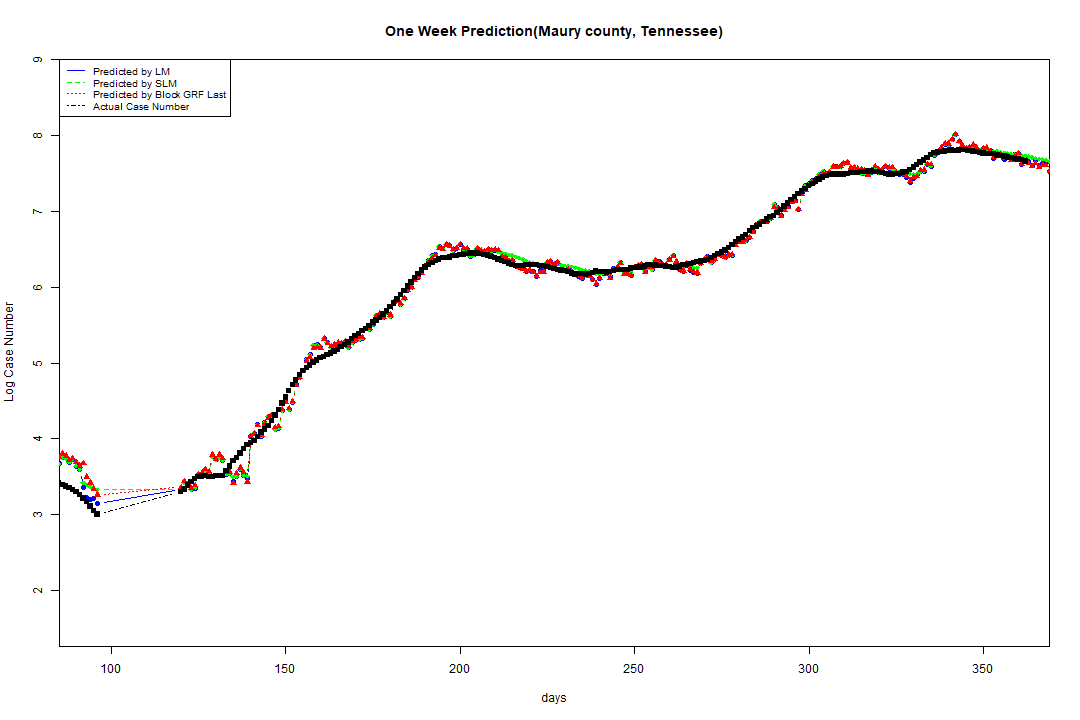 One Week Prediction(Maury county, Tennessee)
Predicted by LM
Predicted by SLM
Predicted by Block GRF Last
Actual Case Number
Log Case Number
9
8
7
6
5
4
3
2
100 150 200 250 300 350
days